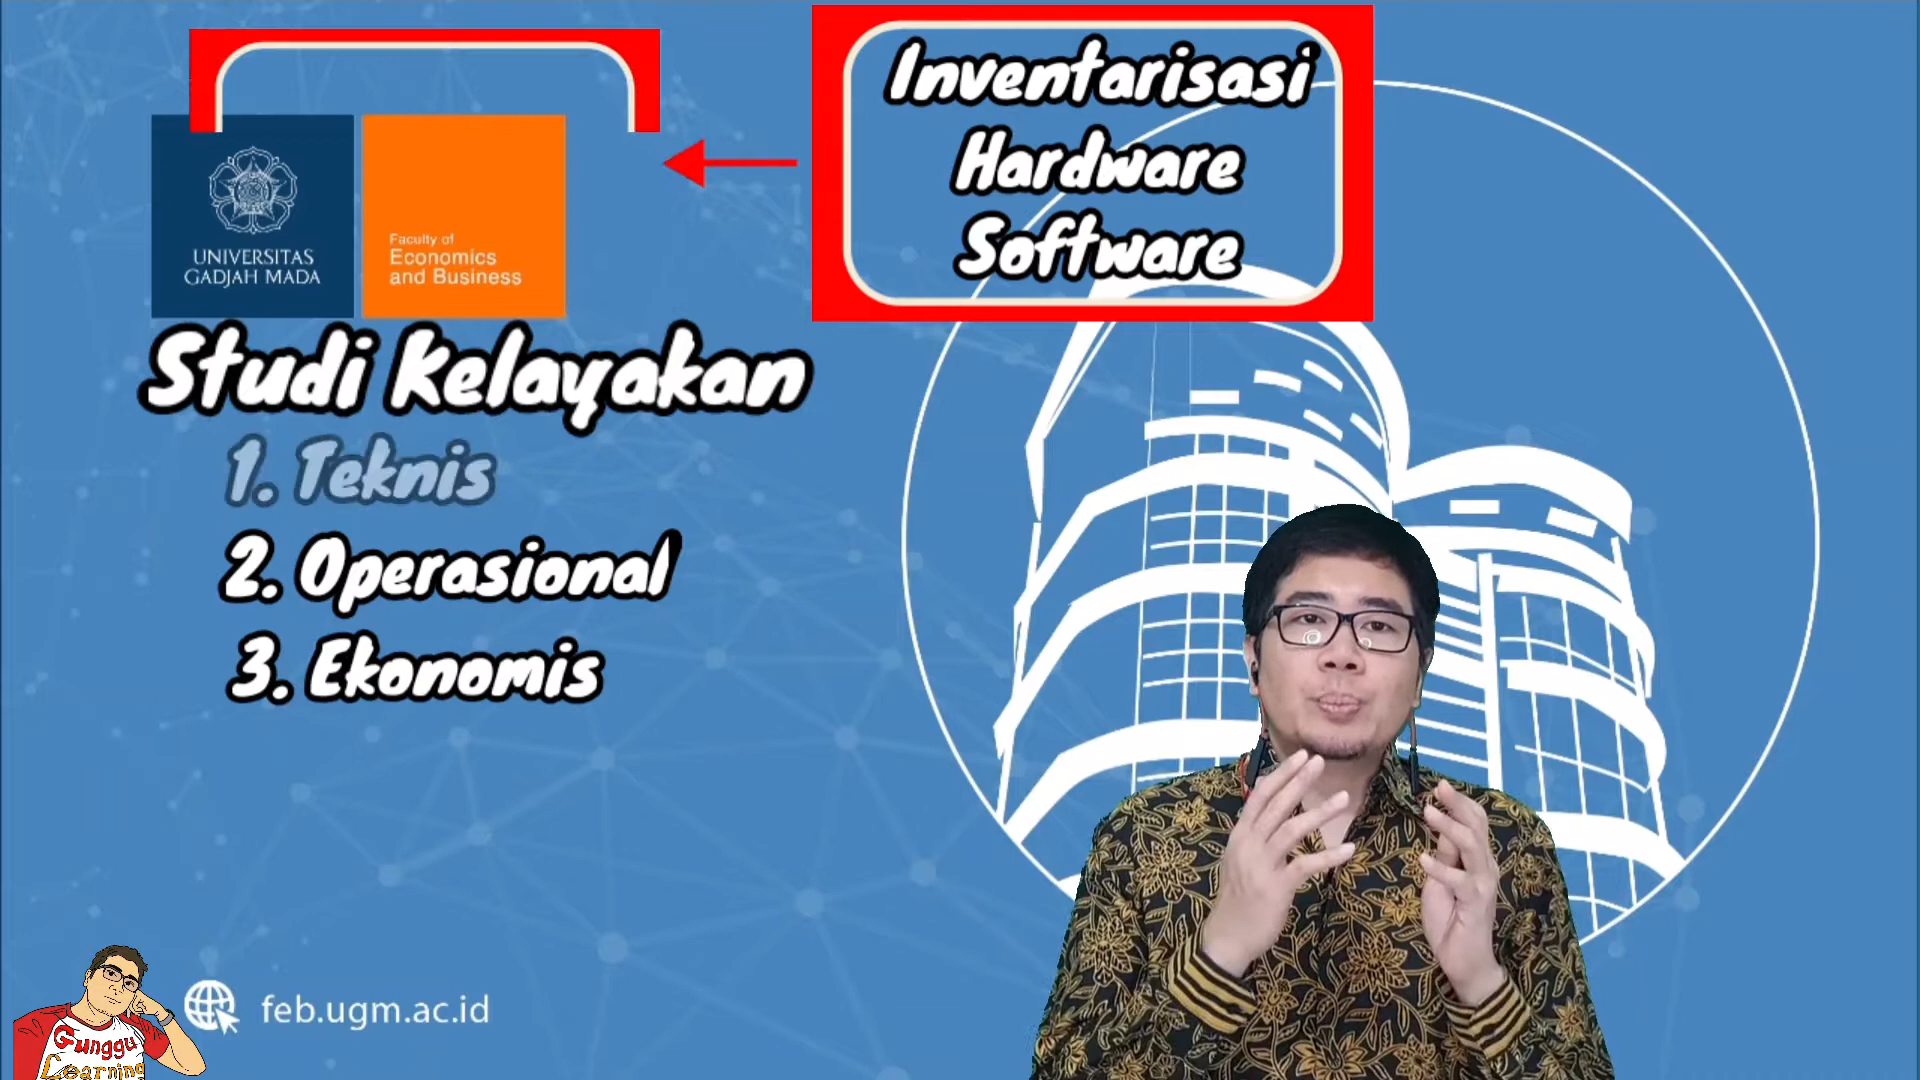 Inventarisasi
Hardware
Software
UNIVERSITAS
GADJAH MADA
Faculty of
Economics
and Business
Studi Kelayakan
1. Teknis
2. Operasional
3. Ekonomis
feb.ugm.ac.id
Gunggu
Learning